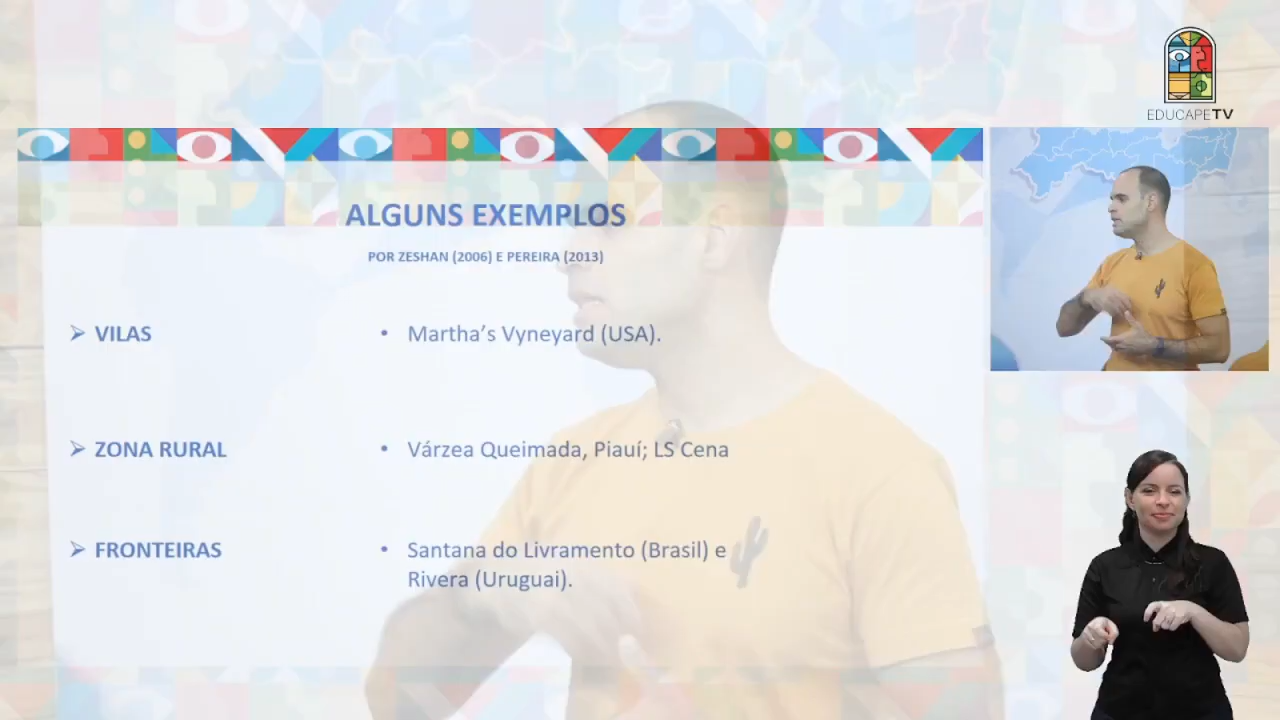 EDUCAPETV
ALGUNS EXEMPLOS
POR ZESHAN (2006) E PEREIRA (2013)
➢ VILAS
• Martha's Vyneyard (USA).
➢ ZONA RURAL
• Várzea Queimada, Piauí; LS Cena
➢ FRONTEIRAS
• Santana do Livramento (Brasil) e
Rivera (Uruguai).